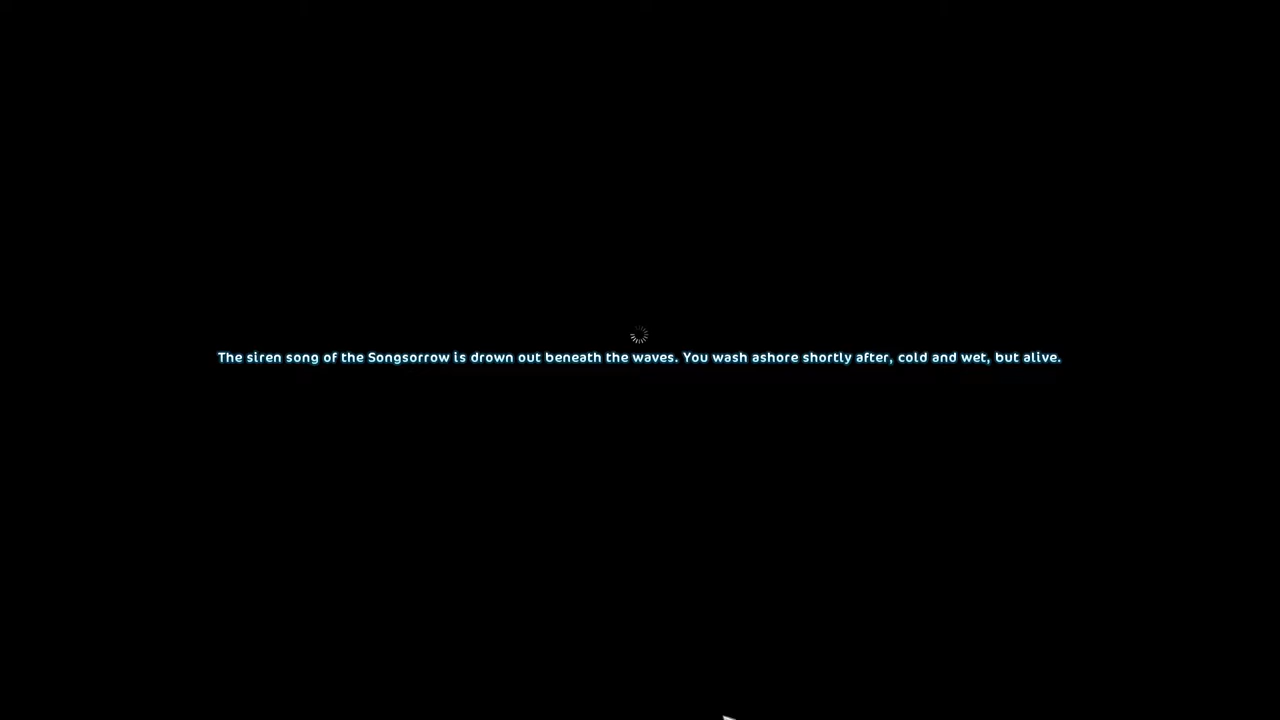 The siren song of the Songsorrow is drown out beneath the waves. You wash ashore shortly after, cold and wet, but alive.